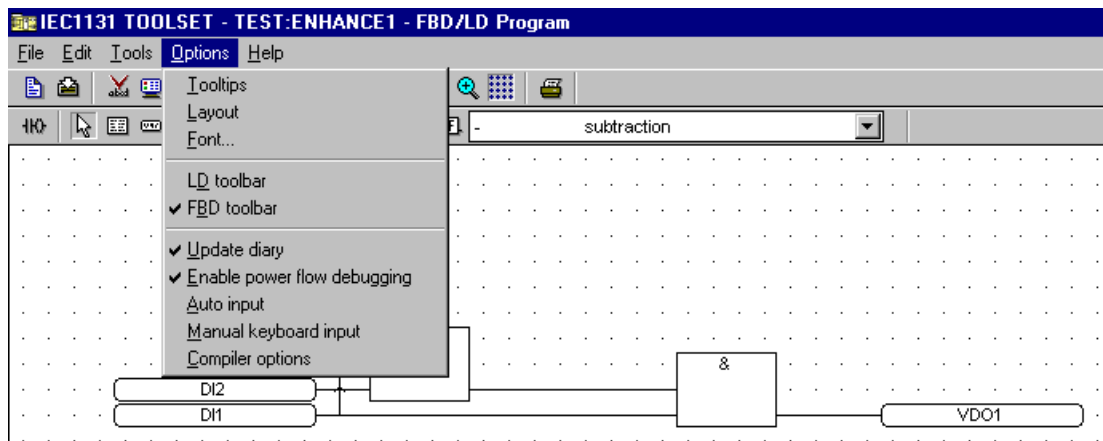 IEC1131 TOOLSET - TEST:ENHANCE1 - FBD/LD Program
File Edit Tools Options Help
Tooltips
- subtraction
Layout
Font...
LD toolbar
✔ FBD toolbar
✔ Update diary
✔ Enable power flow debugging
Auto input
Manual keyboard input
Compiler options
&
DI2
DI1
VDO1